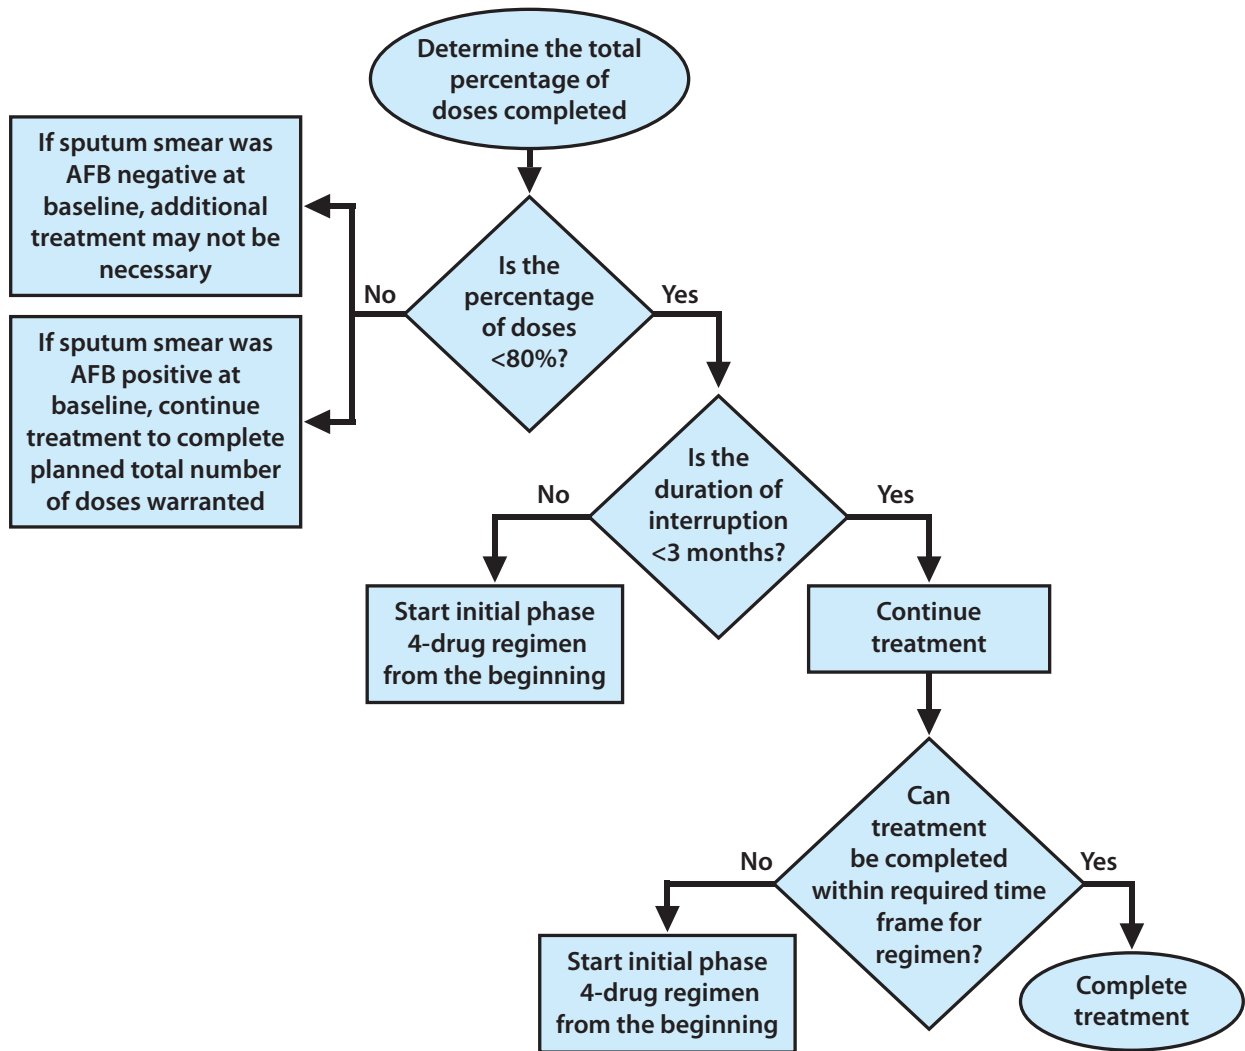 Determine the total
percentage of
doses completed
If sputum smear was
AFB negative at
baseline, additional
treatment may not be
necessary
If sputum smear was
AFB positive at
baseline, continue
treatment to complete
planned total number
of doses warranted
No
Is the
percentage
of doses
<80%?
Yes
No
Is the
duration of
interruption
<3 months?
Yes
Start initial phase
4-drug regimen
from the beginning
Continue
treatment
No
Can
treatment
be completed
within required time
frame for
regimen?
Yes
Start initial phase
4-drug regimen
from the beginning
Complete
treatment